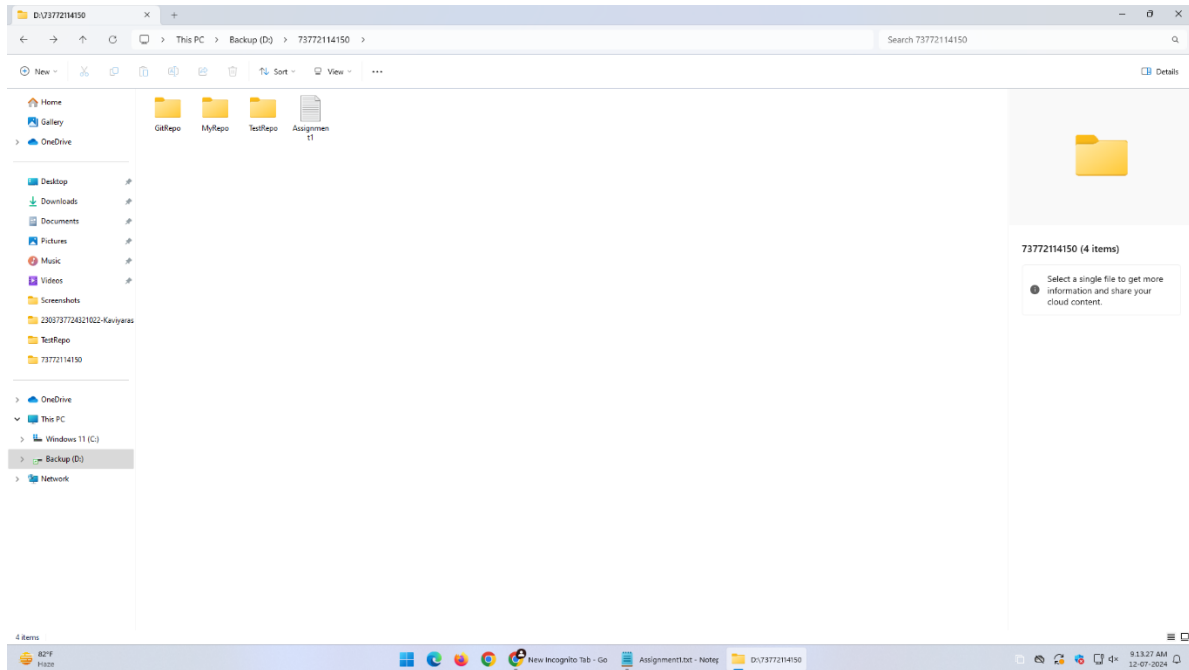 D:\73772114150
This PC > Backup (D:) > 73772114150 >
Search 73772114150
New
Sort
View
Details
Home
Gallery
OneDrive
Desktop
Downloads
Documents
Pictures
Music
Videos
Screenshots
2303737724321022-Kaviyaras
TestRepo
73772114150
OneDrive
This PC
Windows 11 (C:)
Backup (D:)
Network
GitRepo
MyRepo
TestRepo
Assignmen
t1
73772114150 (4 items)
Select a single file to get more
information and share your
cloud content.
4 items
82°F
Haze
New Incognito Tab - Go
Assignment1.txt - Notep
D:\73772114150
9.13.27 AM
12-07-2024